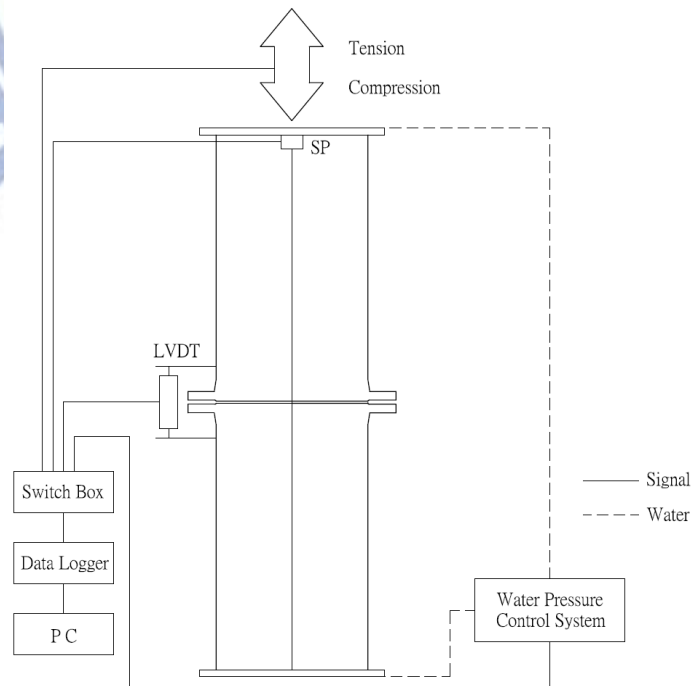 Tension
Compression
SP
LVDT
Switch Box
Signal
Water
Data Logger
Water Pressure
Control System
P C